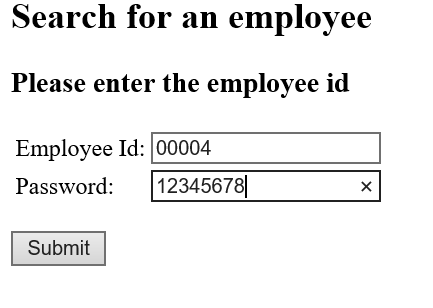 Search for an employee
Please enter the employee id
Employee Id: 00004
Password: 12345678
Submit